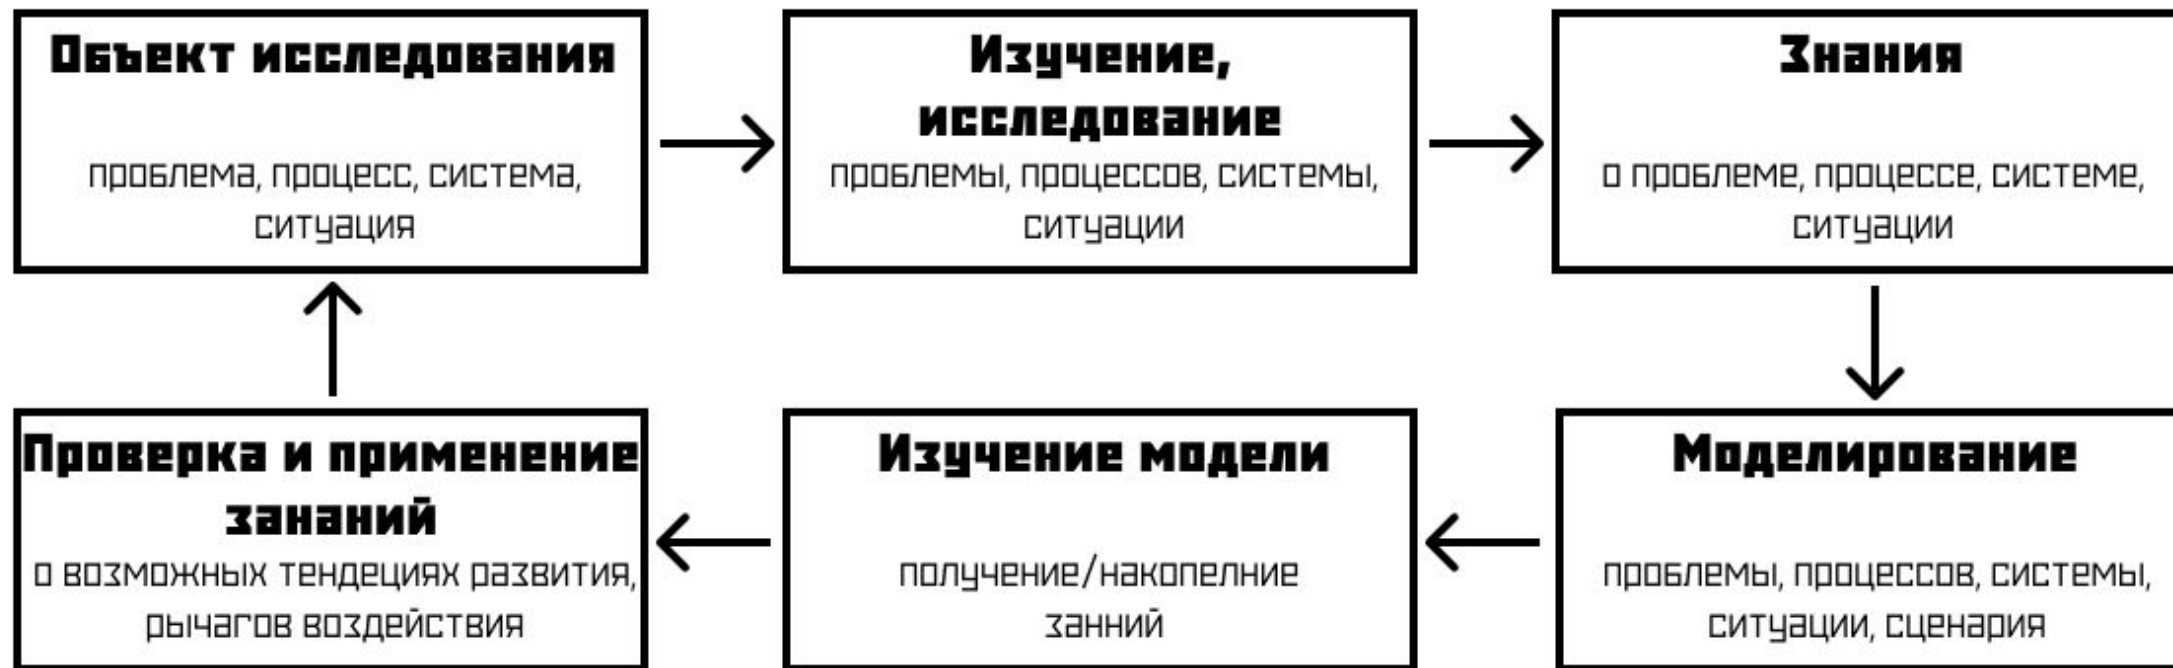 Объект исследования
проблема, процесс, система,
ситуация
Изучение,
исследование
проблемы, процессов, системы,
ситуации
Знания
о проблеме, процессе, системе,
ситуации
Проверка и применение
зананий
о возможных тендециях развития,
рычагов воздействия
Изучение модели
получение/накопелние
занний
Моделирование
проблемы, процессов, системы,
ситуации, сценария